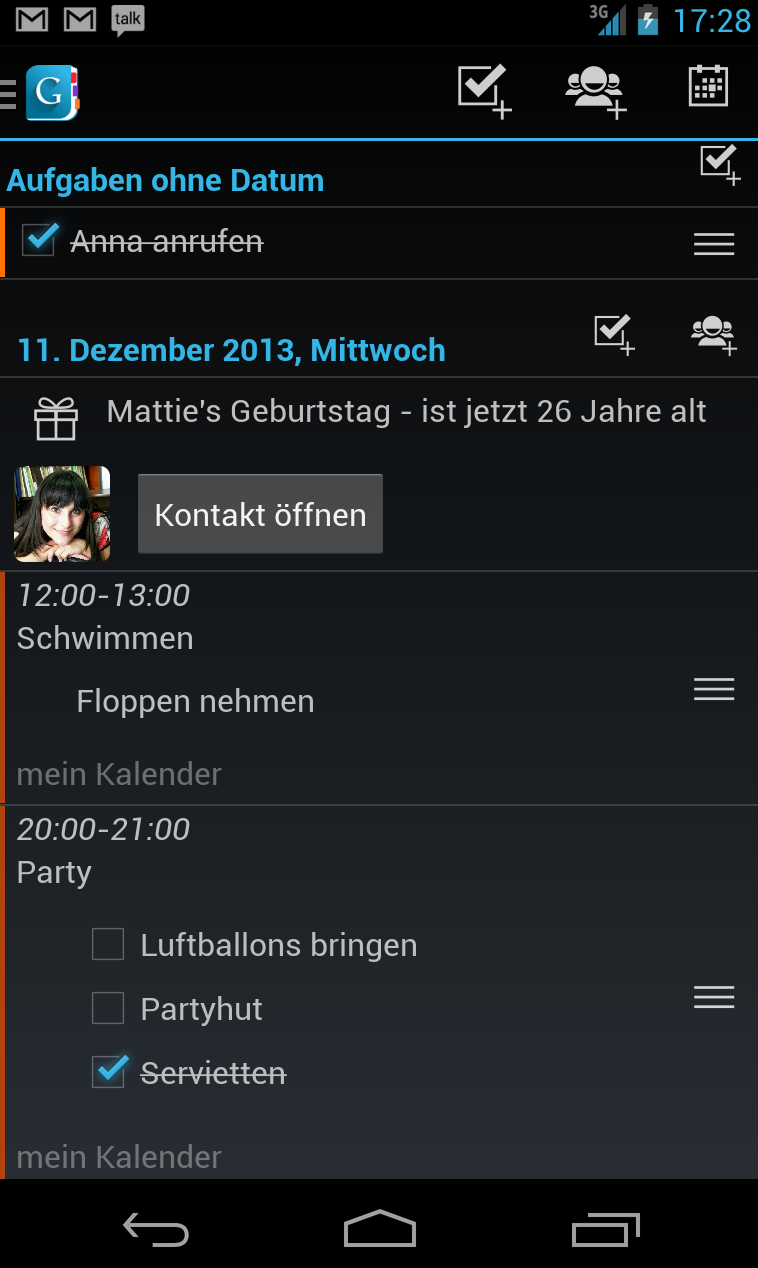 talk
3G
17:28
G
Aufgaben ohne Datum
Anna anrufen
11. Dezember 2013, Mittwoch
Mattie's Geburtstag - ist jetzt 26 Jahre alt
Kontakt öffnen
12:00-13:00
Schwimmen
Floppen nehmen
mein Kalender
20:00-21:00
Party
Luftballons bringen
Partyhut
Servietten
mein Kalender